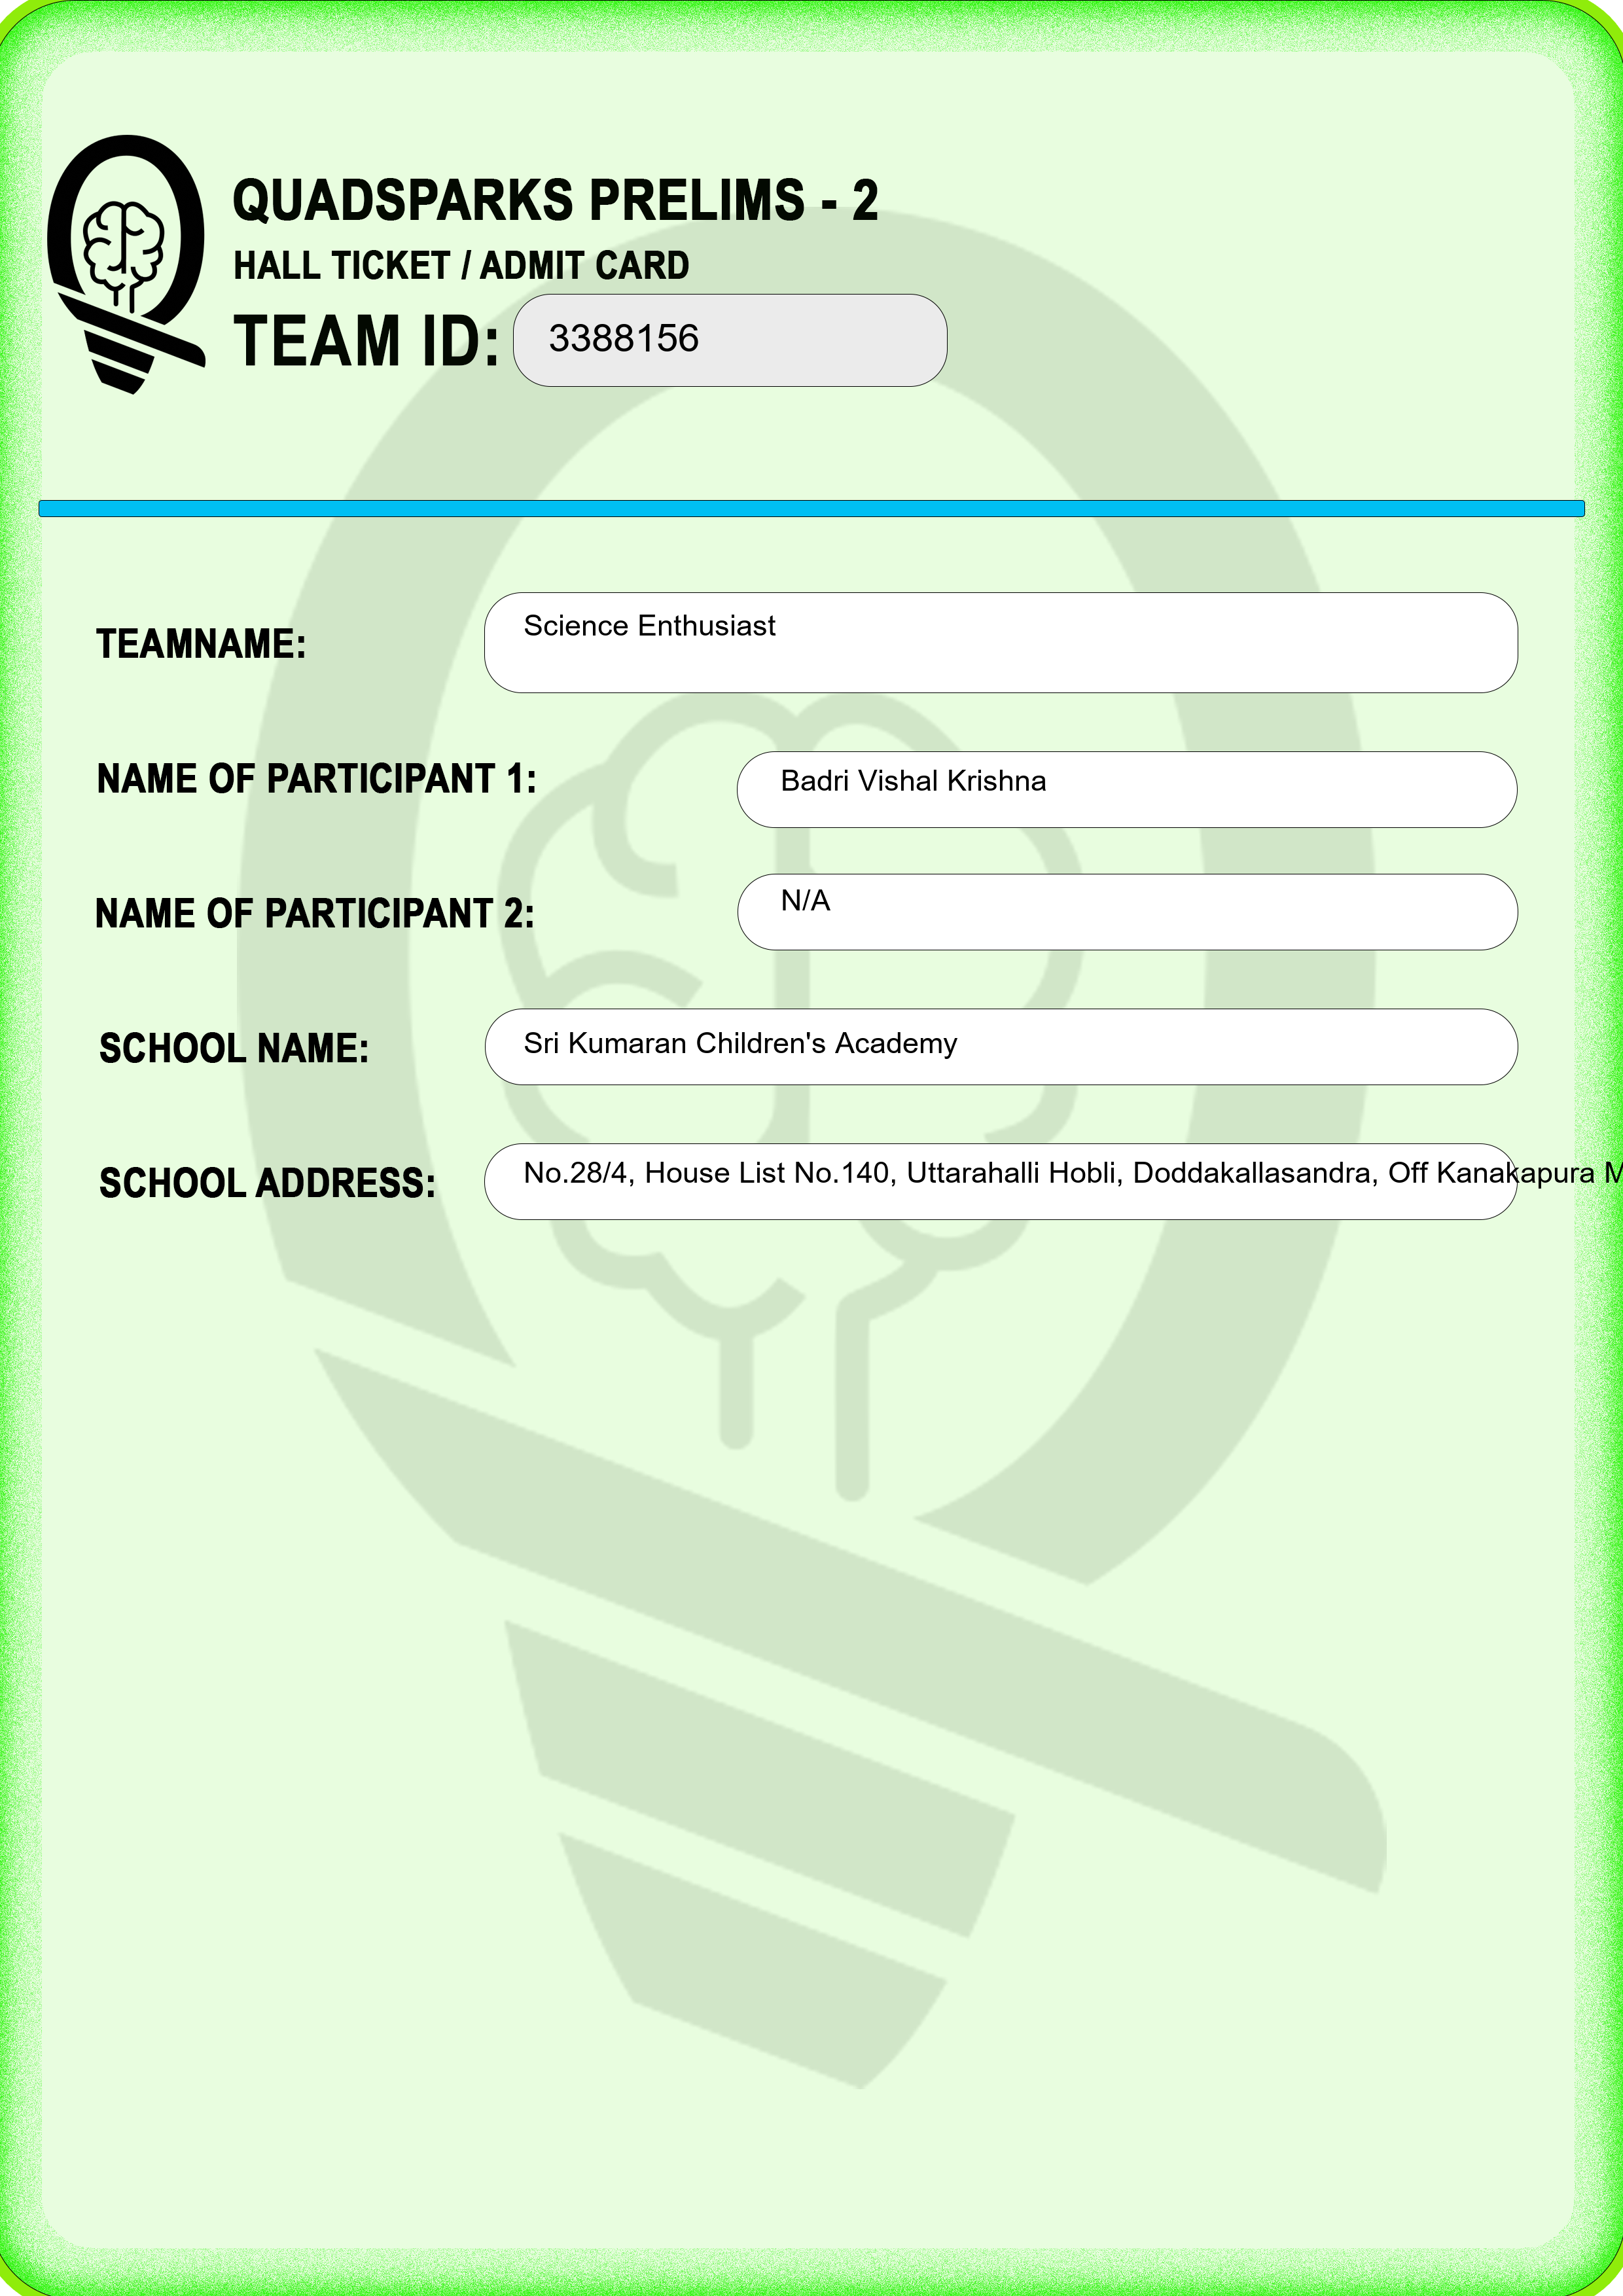 QUADSPARKS PRELIMS - 2
HALL TICKET / ADMIT CARD
TEAM ID: 3388156
TEAMNAME: Science Enthusiast
NAME OF PARTICIPANT 1: Badri Vishal Krishna
NAME OF PARTICIPANT 2: N/A
SCHOOL NAME: Sri Kumaran Children's Academy
SCHOOL ADDRESS: No.28/4, House List No.140, Uttarahalli Hobli, Doddakallasandra, Off Kanakapura